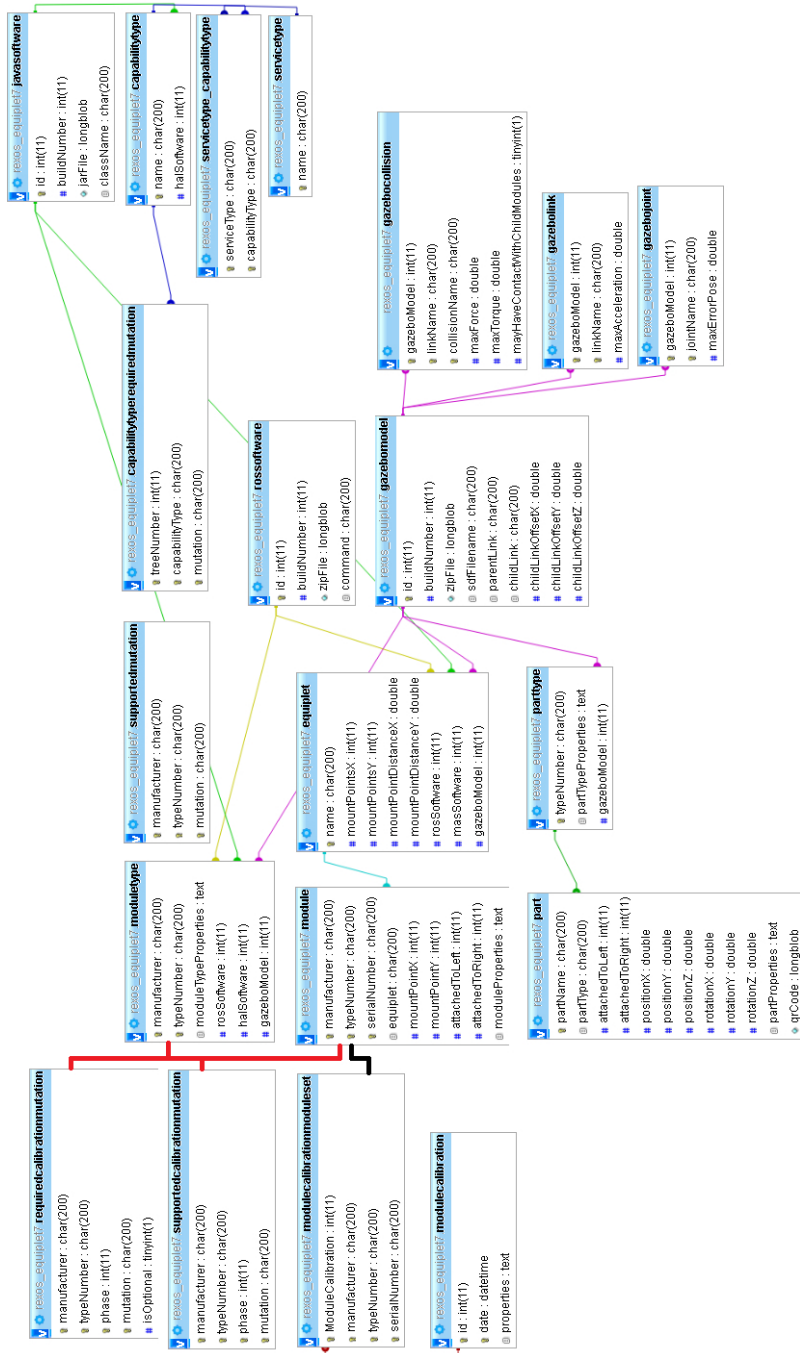 rexos_equiplet7 javasoftware
id : int(11)
buildNumber : int(11)
jarFile : longblob
className : char(200)
rexos_equiplet7 capabilitytype
name : char(200)
halSoftware : int(11)
rexos_equiplet7 servicetype_capabilitytype
serviceType : char(200)
capabilityType : char(200)
rexos_equiplet7 servicetype
name : char(200)
rexos_equiplet7 capabilitytyperequiredmutation
treeNumber : int(11)
capabilityType : char(200)
mutation : char(200)
rexos_equiplet7 rossoftware
id : int(11)
buildNumber : int(11)
zipFile : longblob
command : char(200)
rexos_equiplet7 gazebocollision
gazeboModel : int(11)
linkName : char(200)
collisionName : char(200)
maxForce : double
maxTorque : double
mayHaveContactWithChildModules : tinyint(1)
rexos_equiplet7 gazebolink
gazeboModel : int(11)
linkName : char(200)
maxAcceleration : double
rexos_equiplet7 gazebojoint
gazeboModel : int(11)
jointName : char(200)
maxErrorPose : double
rexos_equiplet7 gazebomodel
id : int(11)
buildNumber : int(11)
zipFile : longblob
sdfFilename : char(200)
parentLink : char(200)
childLink : char(200)
childLinkOffsetX : double
childLinkOffsetY : double
childLinkOffsetZ : double
rexos_equiplet7 supportedmutation
manufacturer : char(200)
typeNumber : char(200)
mutation : char(200)
rexos_equiplet7 equiplet
name : char(200)
mountPointsX : int(11)
mountPointsY : int(11)
mountPointDistanceX : double
mountPointDistanceY : double
rosSoftware : int(11)
masSoftware : int(11)
gazeboModel : int(11)
rexos_equiplet7 parttype
typeNumber : char(200)
partTypeProperties : text
gazeboModel : int(11)
rexos_equiplet7 moduletype
manufacturer : char(200)
typeNumber : char(200)
moduleTypeProperties : text
rosSoftware : int(11)
halSoftware : int(11)
gazeboModel : int(11)
rexos_equiplet7 module
manufacturer : char(200)
typeNumber : char(200)
serialNumber : char(200)
equiplet : char(200)
mountPointX : int(11)
mountPointY : int(11)
attachedToLeft : int(11)
attachedToRight : int(11)
moduleProperties : text
rexos_equiplet7 part
partName : char(200)
partType : char(200)
attachedToLeft : int(11)
attachedToRight : int(11)
positionX : double
positionY : double
positionZ : double
rotationX : double
rotationY : double
rotationZ : double
partProperties : text
qrCode : longblob
rexos_equiplet7 requiredcalibrationmutation
manufacturer : char(200)
typeNumber : char(200)
phase : int(11)
mutation : char(200)
isOptional : tinyint(1)
rexos_equiplet7 supportedcalibrationmutation
manufacturer : char(200)
typeNumber : char(200)
phase : int(11)
mutation : char(200)
rexos_equiplet7 modulecalibrationmoduleset
ModuleCalibration : int(11)
manufacturer : char(200)
typeNumber : char(200)
serialNumber : char(200)
rexos_equiplet7 modulecalibration
id : int(11)
date : datetime
properties : text